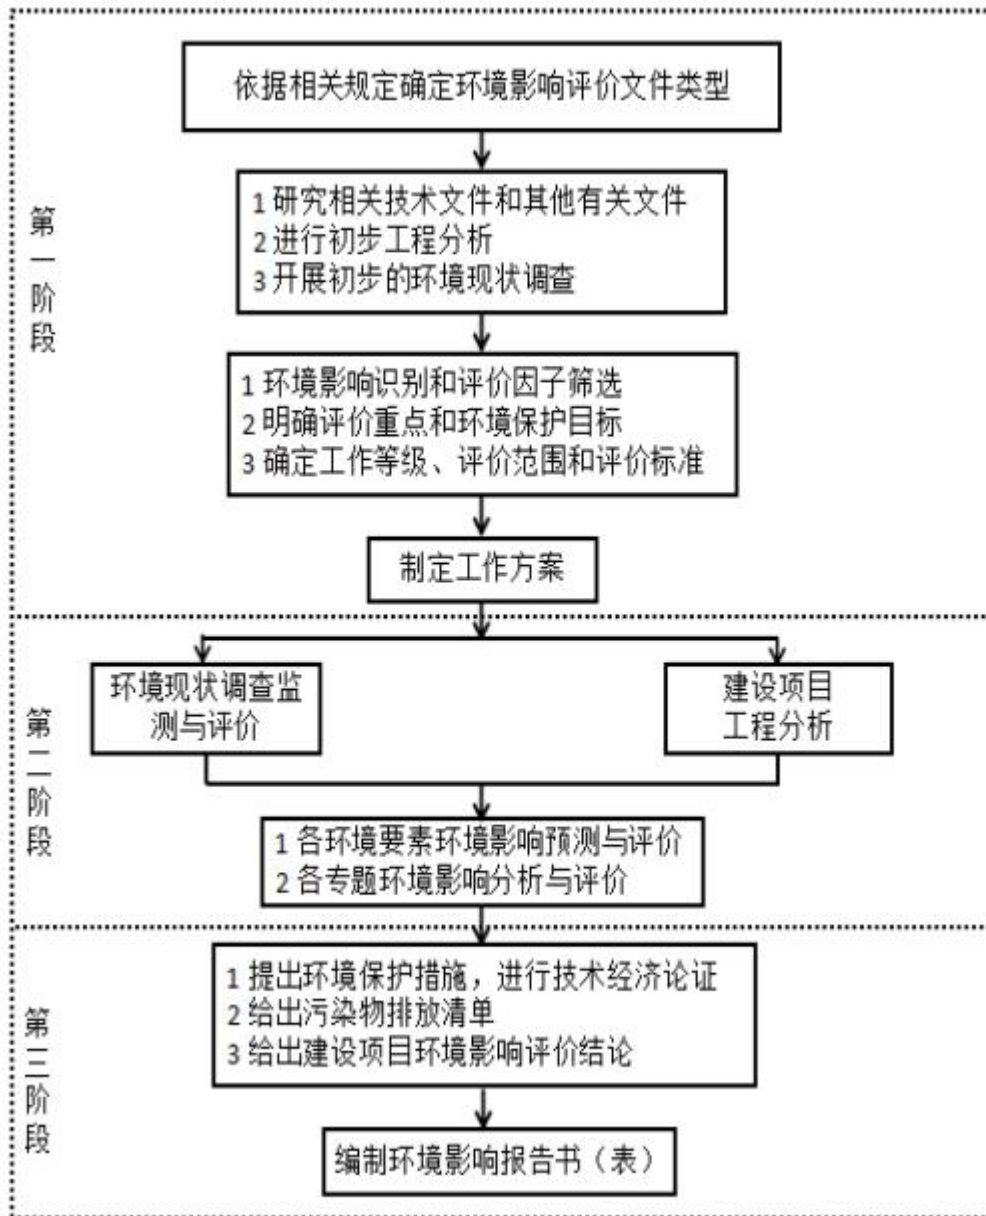 第一阶段
依据相关规定确定环境影响评价文件类型
1 研究相关技术文件和其他有关文件
2 进行初步工程分析
3 开展初步的环境现状调查
1 环境影响识别和评价因子筛选
2 明确评价重点和环境保护目标
3 确定工作等级、评价范围和评价标准
制定工作方案
第二阶段
环境现状调查监
测与评价
建设项目
工程分析
1 各环境要素环境影响预测与评价
2 各专题环境影响分析与评价
第三阶段
1 提出环境保护措施，进行技术经济论证
2 给出污染物排放清单
3 给出建设项目环境影响评价结论
编制环境影响报告书（表）